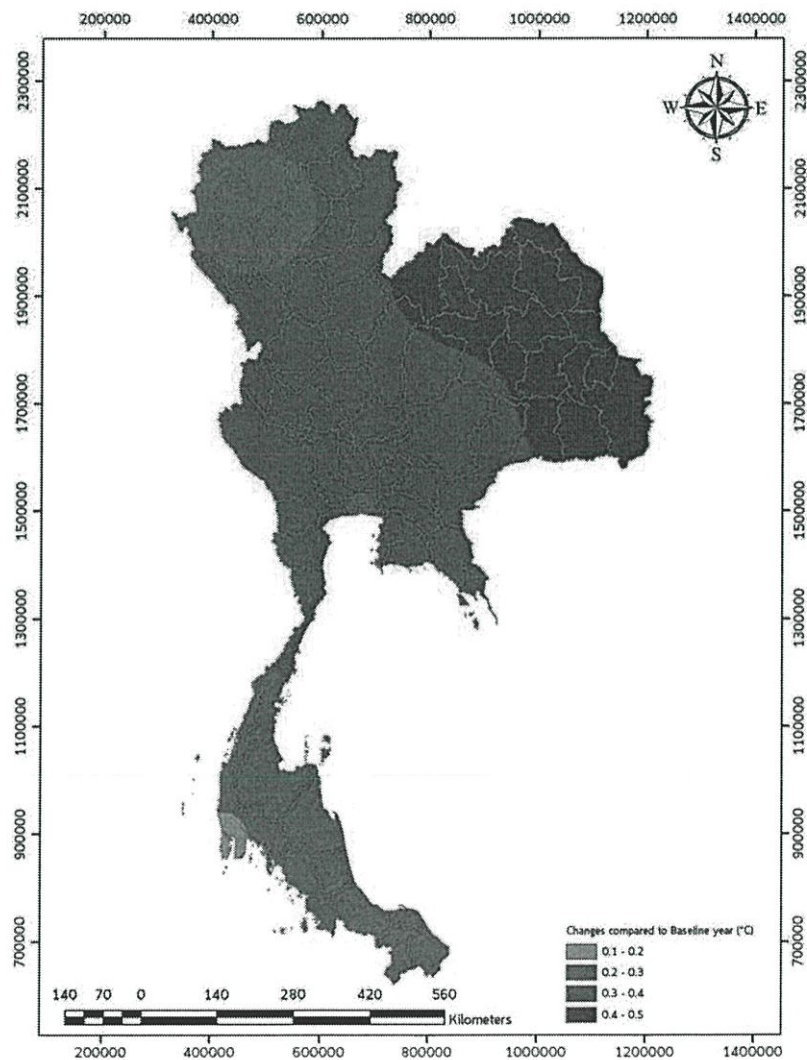 200000 400000 600000 800000 1000000 1200000 1400000
N
W E
S
2300000 2300000
2100000 2100000
1900000 1900000
1700000 1700000
1500000 1500000
1300000 1300000
1100000 1100000
900000 900000
700000 700000
Changes compared to Baseline year (°C)
0.1 - 0.2
0.2 - 0.3
0.3 - 0.4
0.4 - 0.5
140 70 0 140 280 420 560
Kilometers
200000 400000 600000 800000 1000000 1200000 1400000